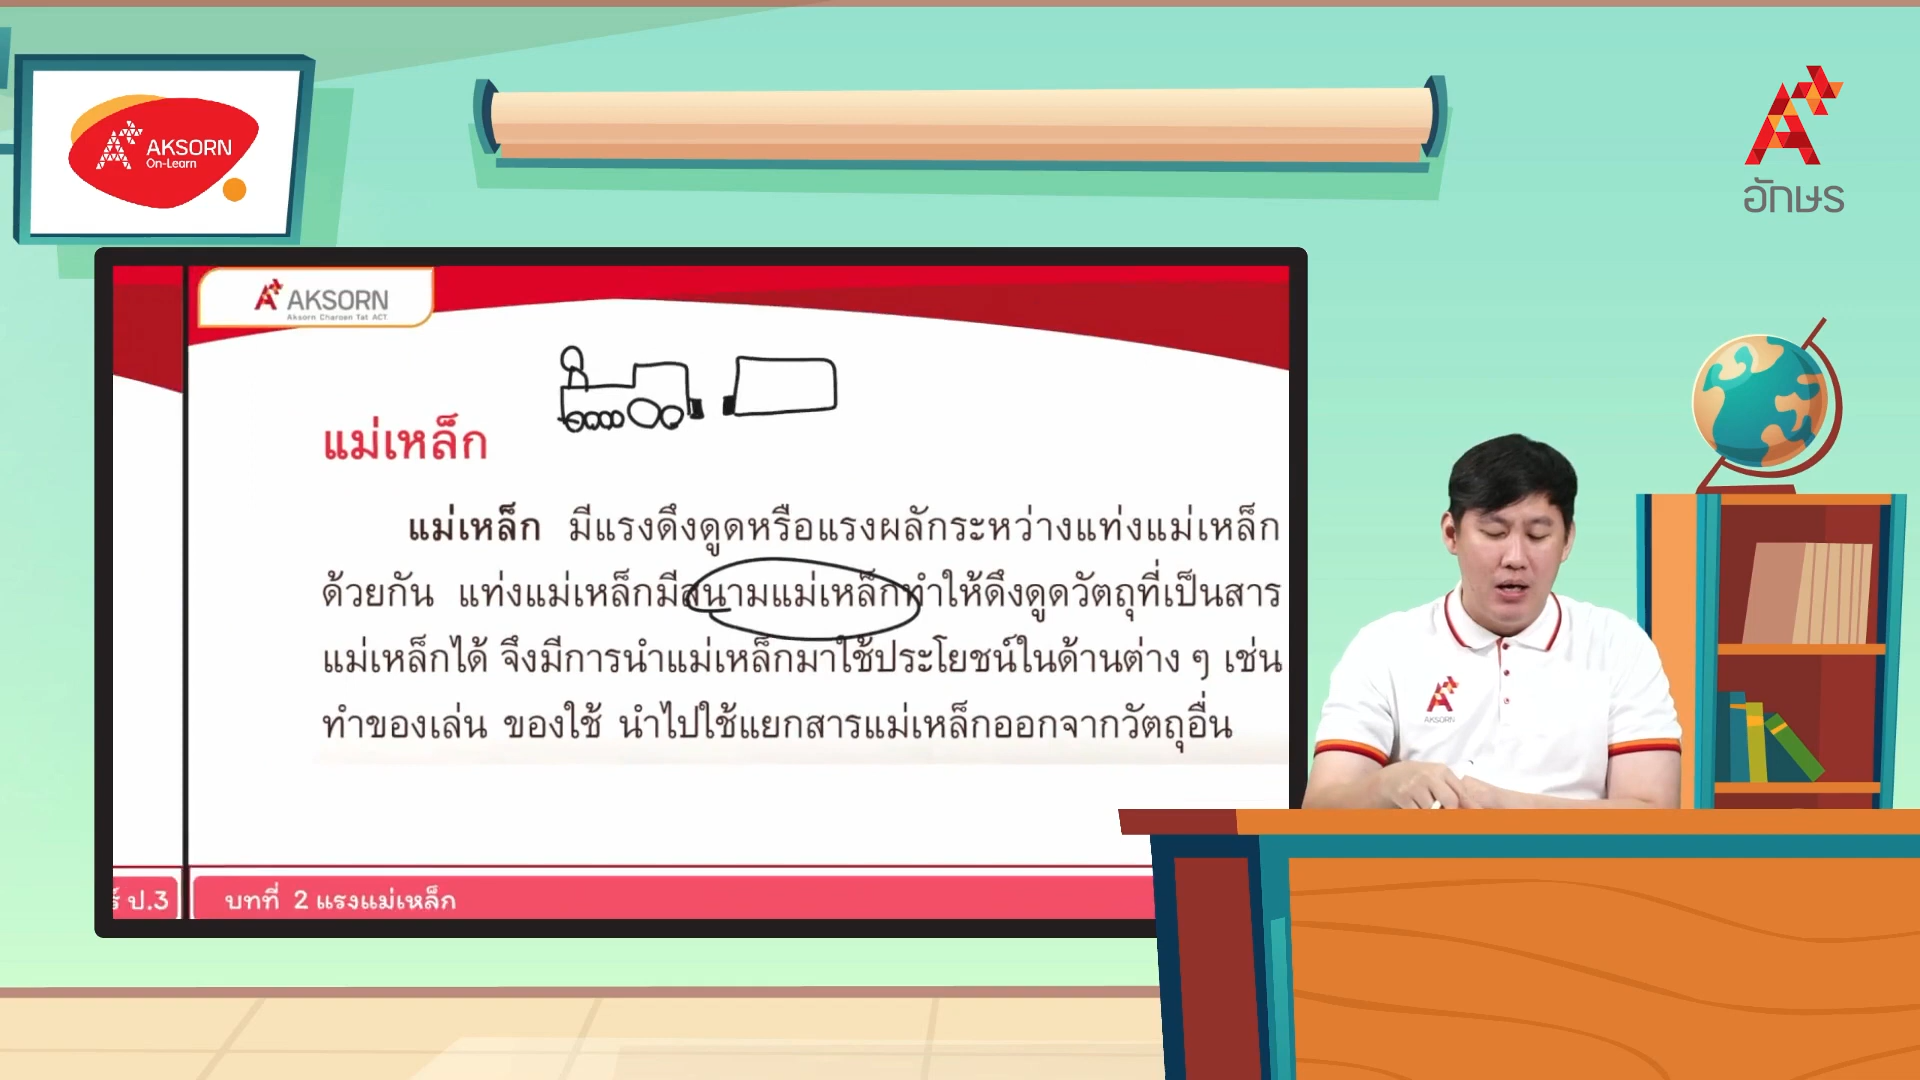 AKSORN
On-Learn
อักษร
AKSORN
Aksorn Charoen Tat ACT.
แม่เหล็ก
แม่เหล็ก มีแรงดึงดูดหรือแรงผลักระหว่างแท่งแม่เหล็ก
ด้วยกัน แท่งแม่เหล็กมีสนามแม่เหล็กทำให้ดึงดูดวัตถุที่เป็นสาร
แม่เหล็กได้ จึงมีการนำแม่เหล็กมาใช้ประโยชน์ในด้านต่าง ๆ เช่น
ทำของเล่น ของใช้ นำไปใช้แยกสารแม่เหล็กออกจากวัตถุอื่น
AKSORN
ร์ ป.3
บทที่ 2 แรงแม่เหล็ก